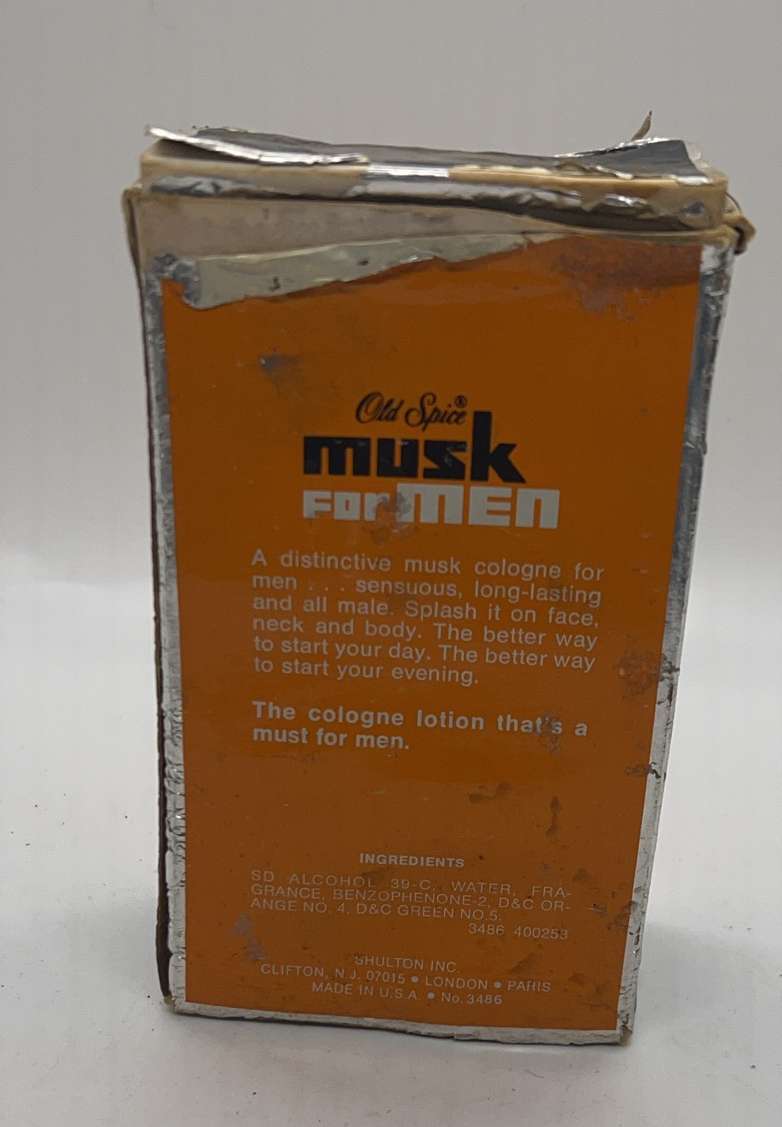 Old Spice®
musk
FOR MEN
A distinctive musk cologne for
men . . . sensuous, long-lasting
and all male. Splash it on face,
neck and body. The better way
to start your day. The better way
to start your evening.
The cologne lotion that's a
must for men.
INGREDIENTS
SD ALCOHOL 39-C, WATER, FRA-
GRANCE, BENZOPHENONE-2, D&C OR-
ANGE NO. 4, D&C GREEN NO. 5.
3486 400253
SHULTON INC.
CLIFTON, N.J. 07015 • LONDON • PARIS
MADE IN U.S.A. • No. 3486